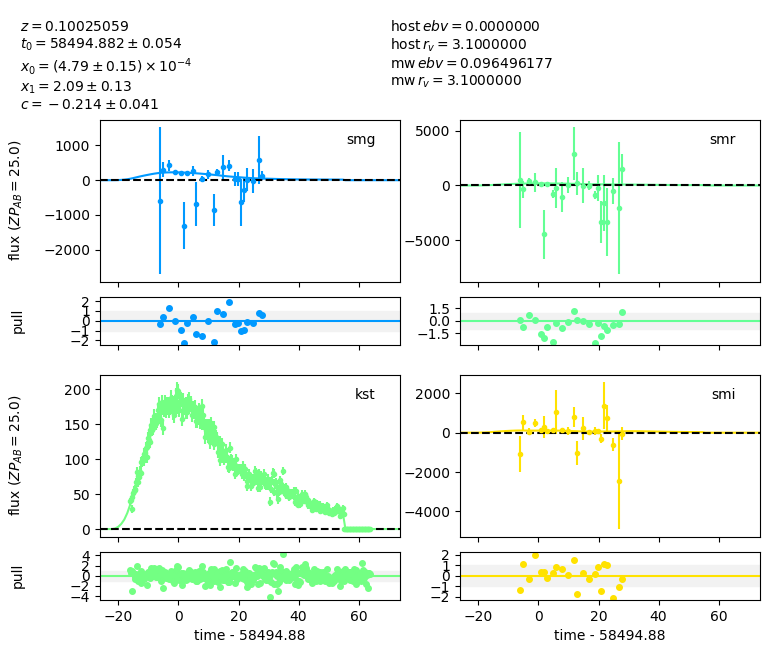 z = 0.10025059
t₀ = 58494.882 ± 0.054
x₀ = (4.79 ± 0.15) × 10⁻⁴
x₁ = 2.09 ± 0.13
c = −0.214 ± 0.041
host ebv = 0.0000000
host r_v = 3.1000000
mw ebv = 0.096496177
mw r_v = 3.1000000
flux (ZP_AB = 25.0)
1000
0
−1000
−2000
smg
5000
0
−5000
smr
pull
2
1
0
−1
−2
1.5
0.0
−1.5
flux (ZP_AB = 25.0)
200
150
100
50
0
kst
2000
0
−2000
−4000
smi
pull
4
2
0
−2
−4
−20 0 20 40 60
time - 58494.88
2
1
0
−1
−2
−20 0 20 40 60
time - 58494.88